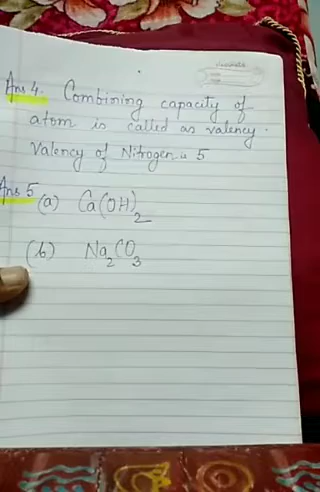 Ans 4. Combining capacity of
atom is called as valency.
Valency of Nitrogen is 5
Ans 5 (a) Ca(OH)₂
(b) Na₂CO₃